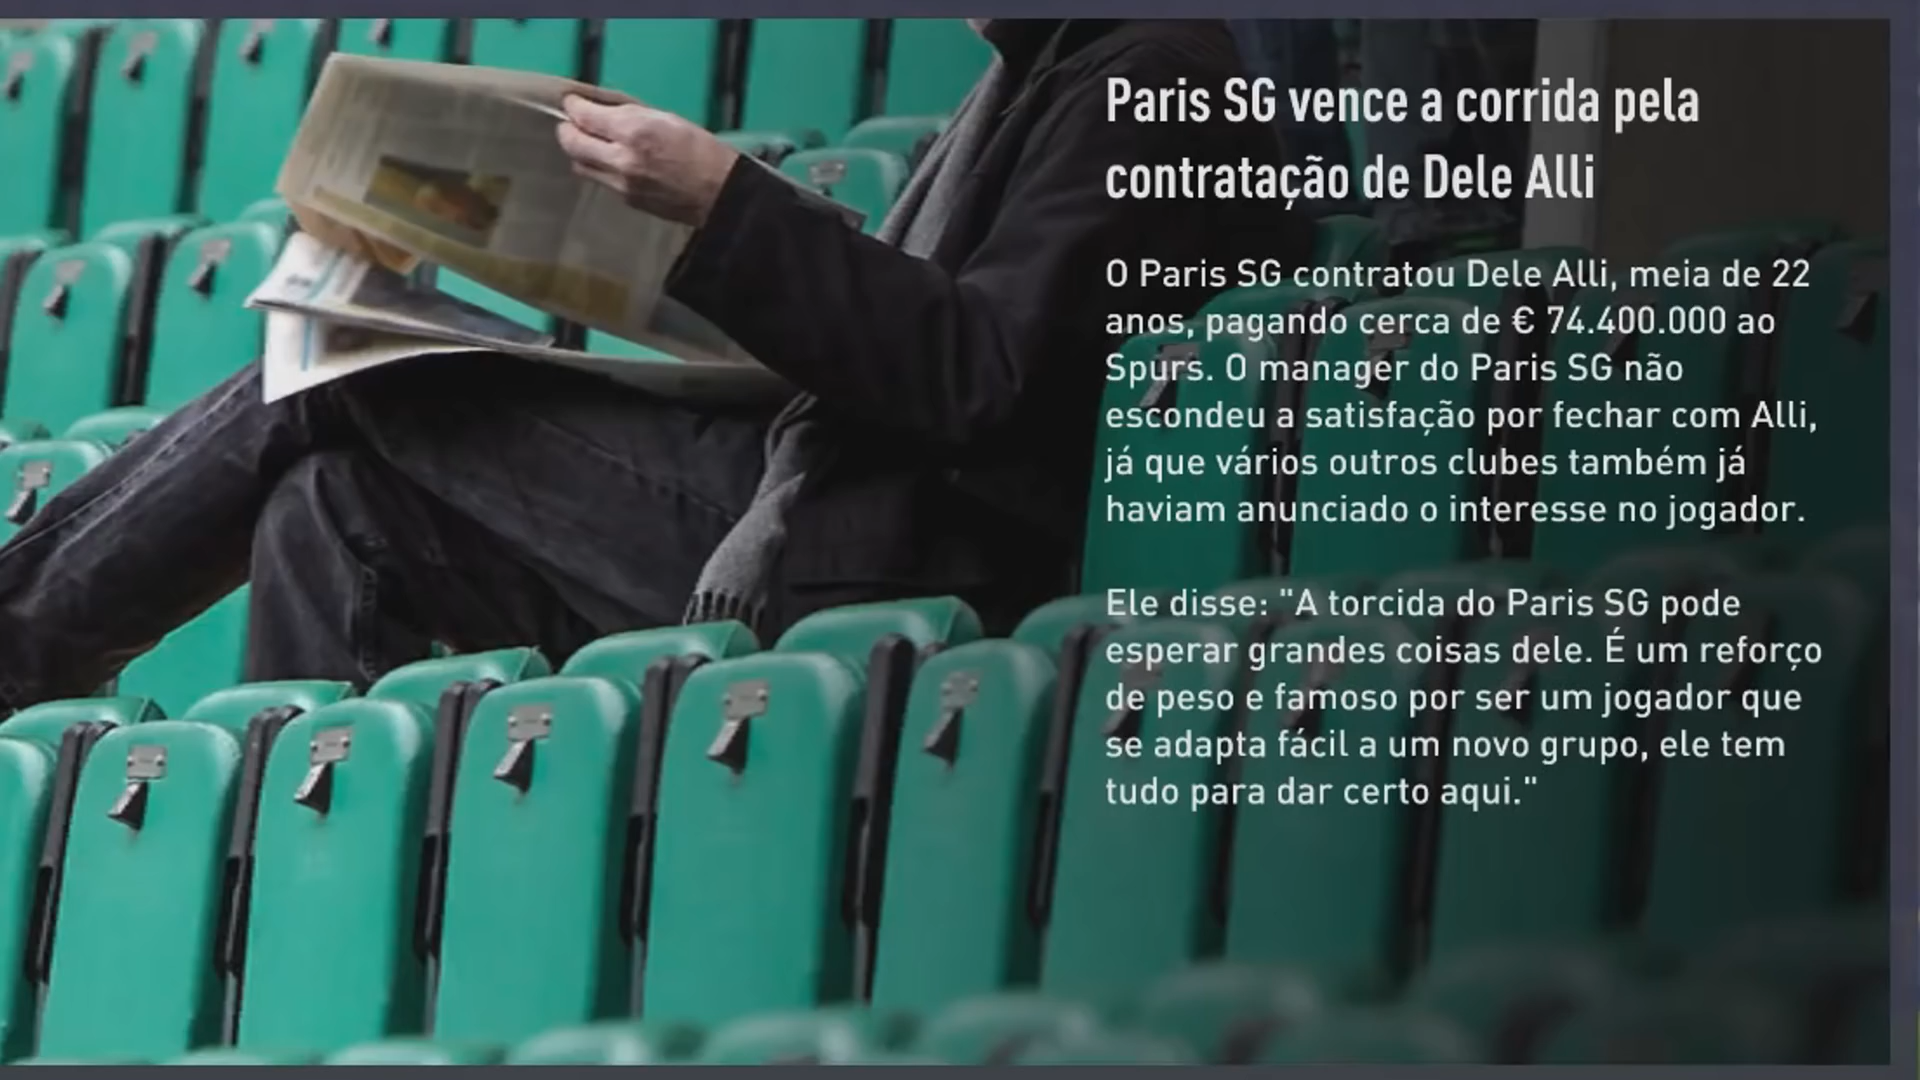 Paris SG vence a corrida pela
contratação de Dele Alli
O Paris SG contratou Dele Alli, meia de 22
anos, pagando cerca de € 74.400.000 ao
Spurs. O manager do Paris SG não
escondeu a satisfação por fechar com Alli,
já que vários outros clubes também já
haviam anunciado o interesse no jogador.
Ele disse: "A torcida do Paris SG pode
esperar grandes coisas dele. É um reforço
de peso e famoso por ser um jogador que
se adapta fácil a um novo grupo, ele tem
tudo para dar certo aqui."